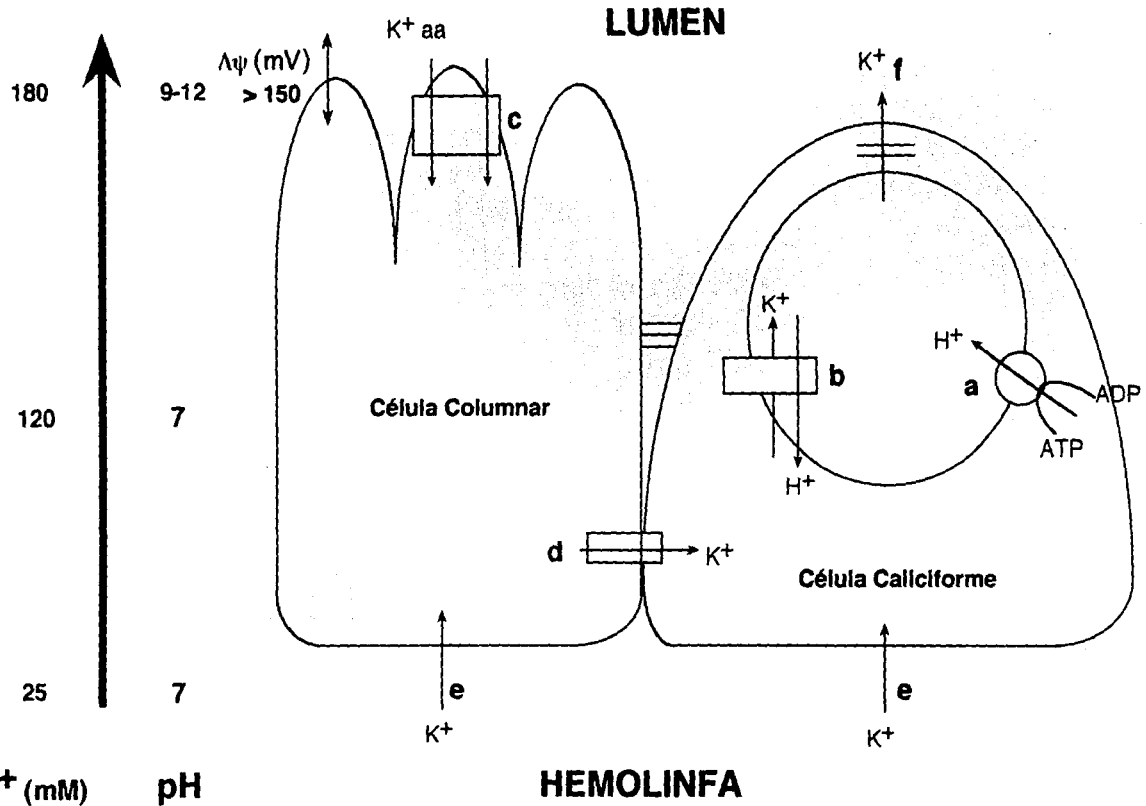 LUMEN
K+ aa
Δψ (mV)
K+ f
180
9-12
> 150
c
K+
H+
b
a
ADP
ATP
Célula Columnar
120
7
H+
d
K+
Célula Caliciforme
25
7
e
e
K+
K+
+ (mM)
pH
HEMOLINFA